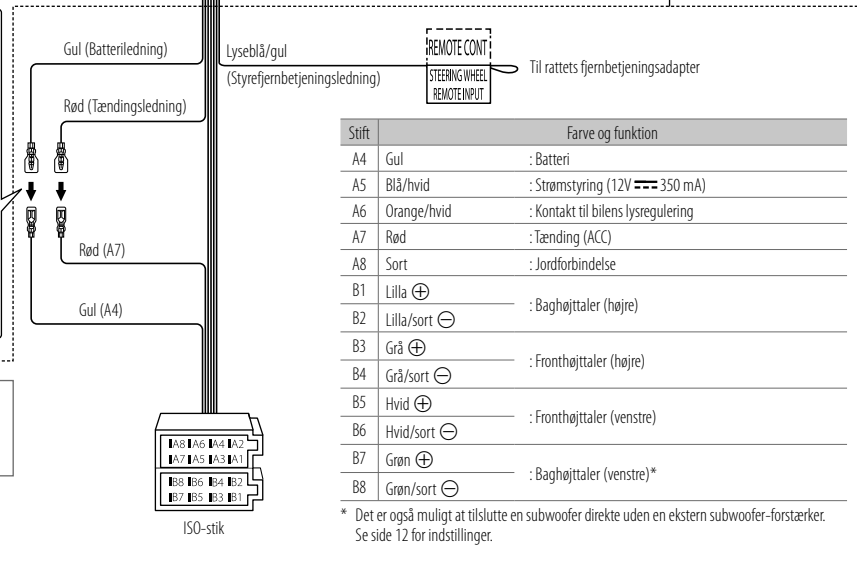 Gul (Batteriledning)
Lyseblå/gul
(Styrefjernbetjeningsledning)
REMOTE CONT
STEERING WHEEL
REMOTE INPUT
Til rattets fjernbetjeningsadapter
Rød (Tændingsledning)
Rød (A7)
Gul (A4)
A8 A6 A4 A2
A7 A5 A3 A1
B8 B6 B4 B2
B7 B5 B3 B1
ISO-stik
Stift Farve og funktion
A4 Gul : Batteri
A5 Blå/hvid : Strømstyring (12V ⎓ 350 mA)
A6 Orange/hvid : Kontakt til bilens lysregulering
A7 Rød : Tænding (ACC)
A8 Sort : Jordforbindelse
B1 Lilla ⊕
: Baghøjttaler (højre)
B2 Lilla/sort ⊖
B3 Grå ⊕
: Fronthøjttaler (højre)
B4 Grå/sort ⊖
B5 Hvid ⊕
: Fronthøjttaler (venstre)
B6 Hvid/sort ⊖
B7 Grøn ⊕
: Baghøjttaler (venstre)*
B8 Grøn/sort ⊖
* Det er også muligt at tilslutte en subwoofer direkte uden en ekstern subwoofer-forstærker.
Se side 12 for indstillinger.